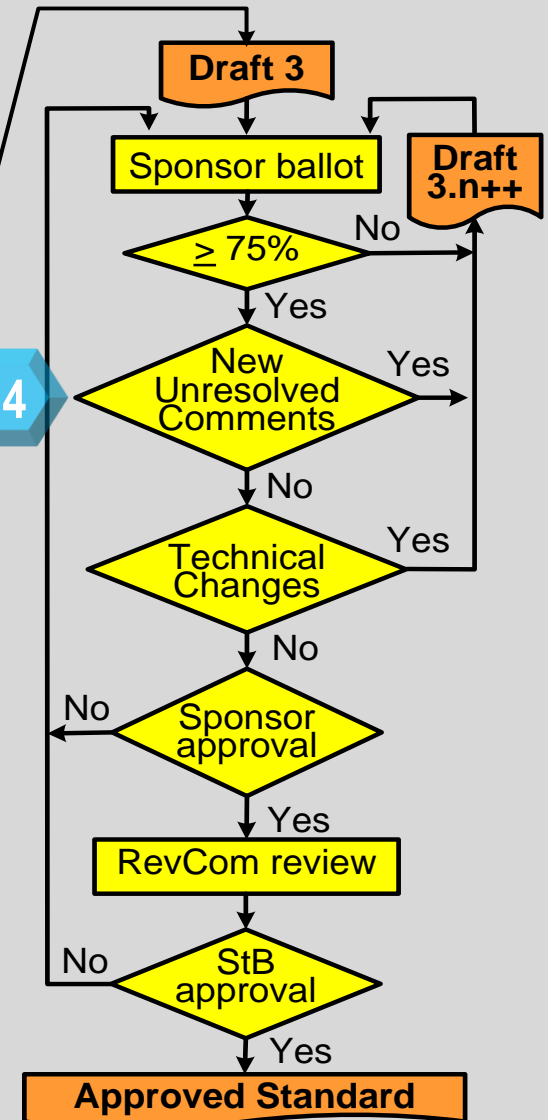 Draft 3
Sponsor ballot
Draft
3.n++
≥ 75%
No
Yes
New
Unresolved
Comments
Yes
4
No
Technical
Changes
Yes
No
Sponsor
approval
No
Yes
RevCom review
StB
approval
No
Yes
Approved Standard